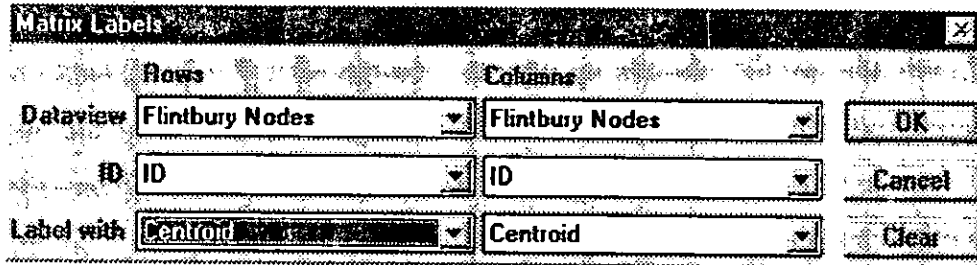 Matrix Labels
Rows Columns
Dataview Flintbury Nodes Flintbury Nodes OK
ID ID ID Cancel
Label with Centroid Centroid Clear